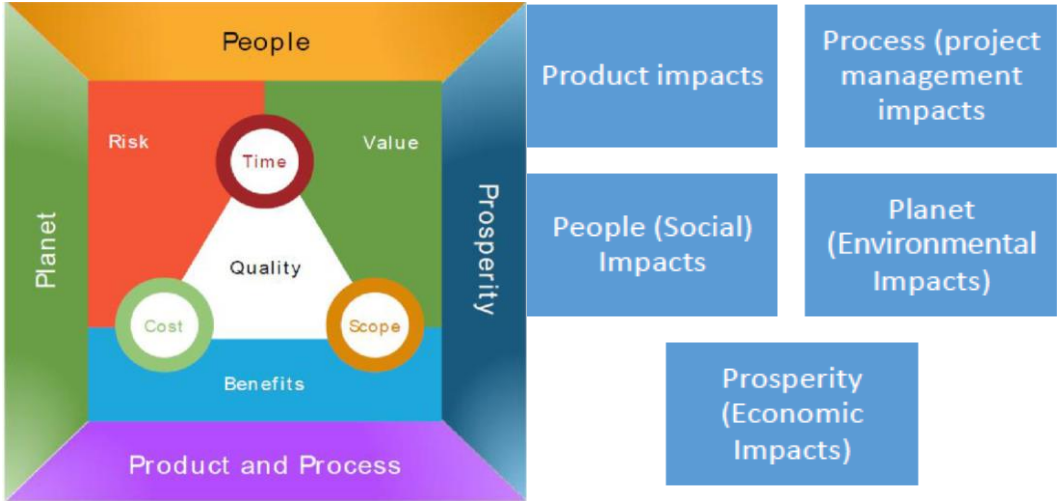 People
Risk
Value
Time
Planet
Prosperity
Quality
Cost
Scope
Benefits
Product and Process
Product impacts
Process (project
management
impacts
People (Social)
Impacts
Planet
(Environmental
Impacts)
Prosperity
(Economic
Impacts)